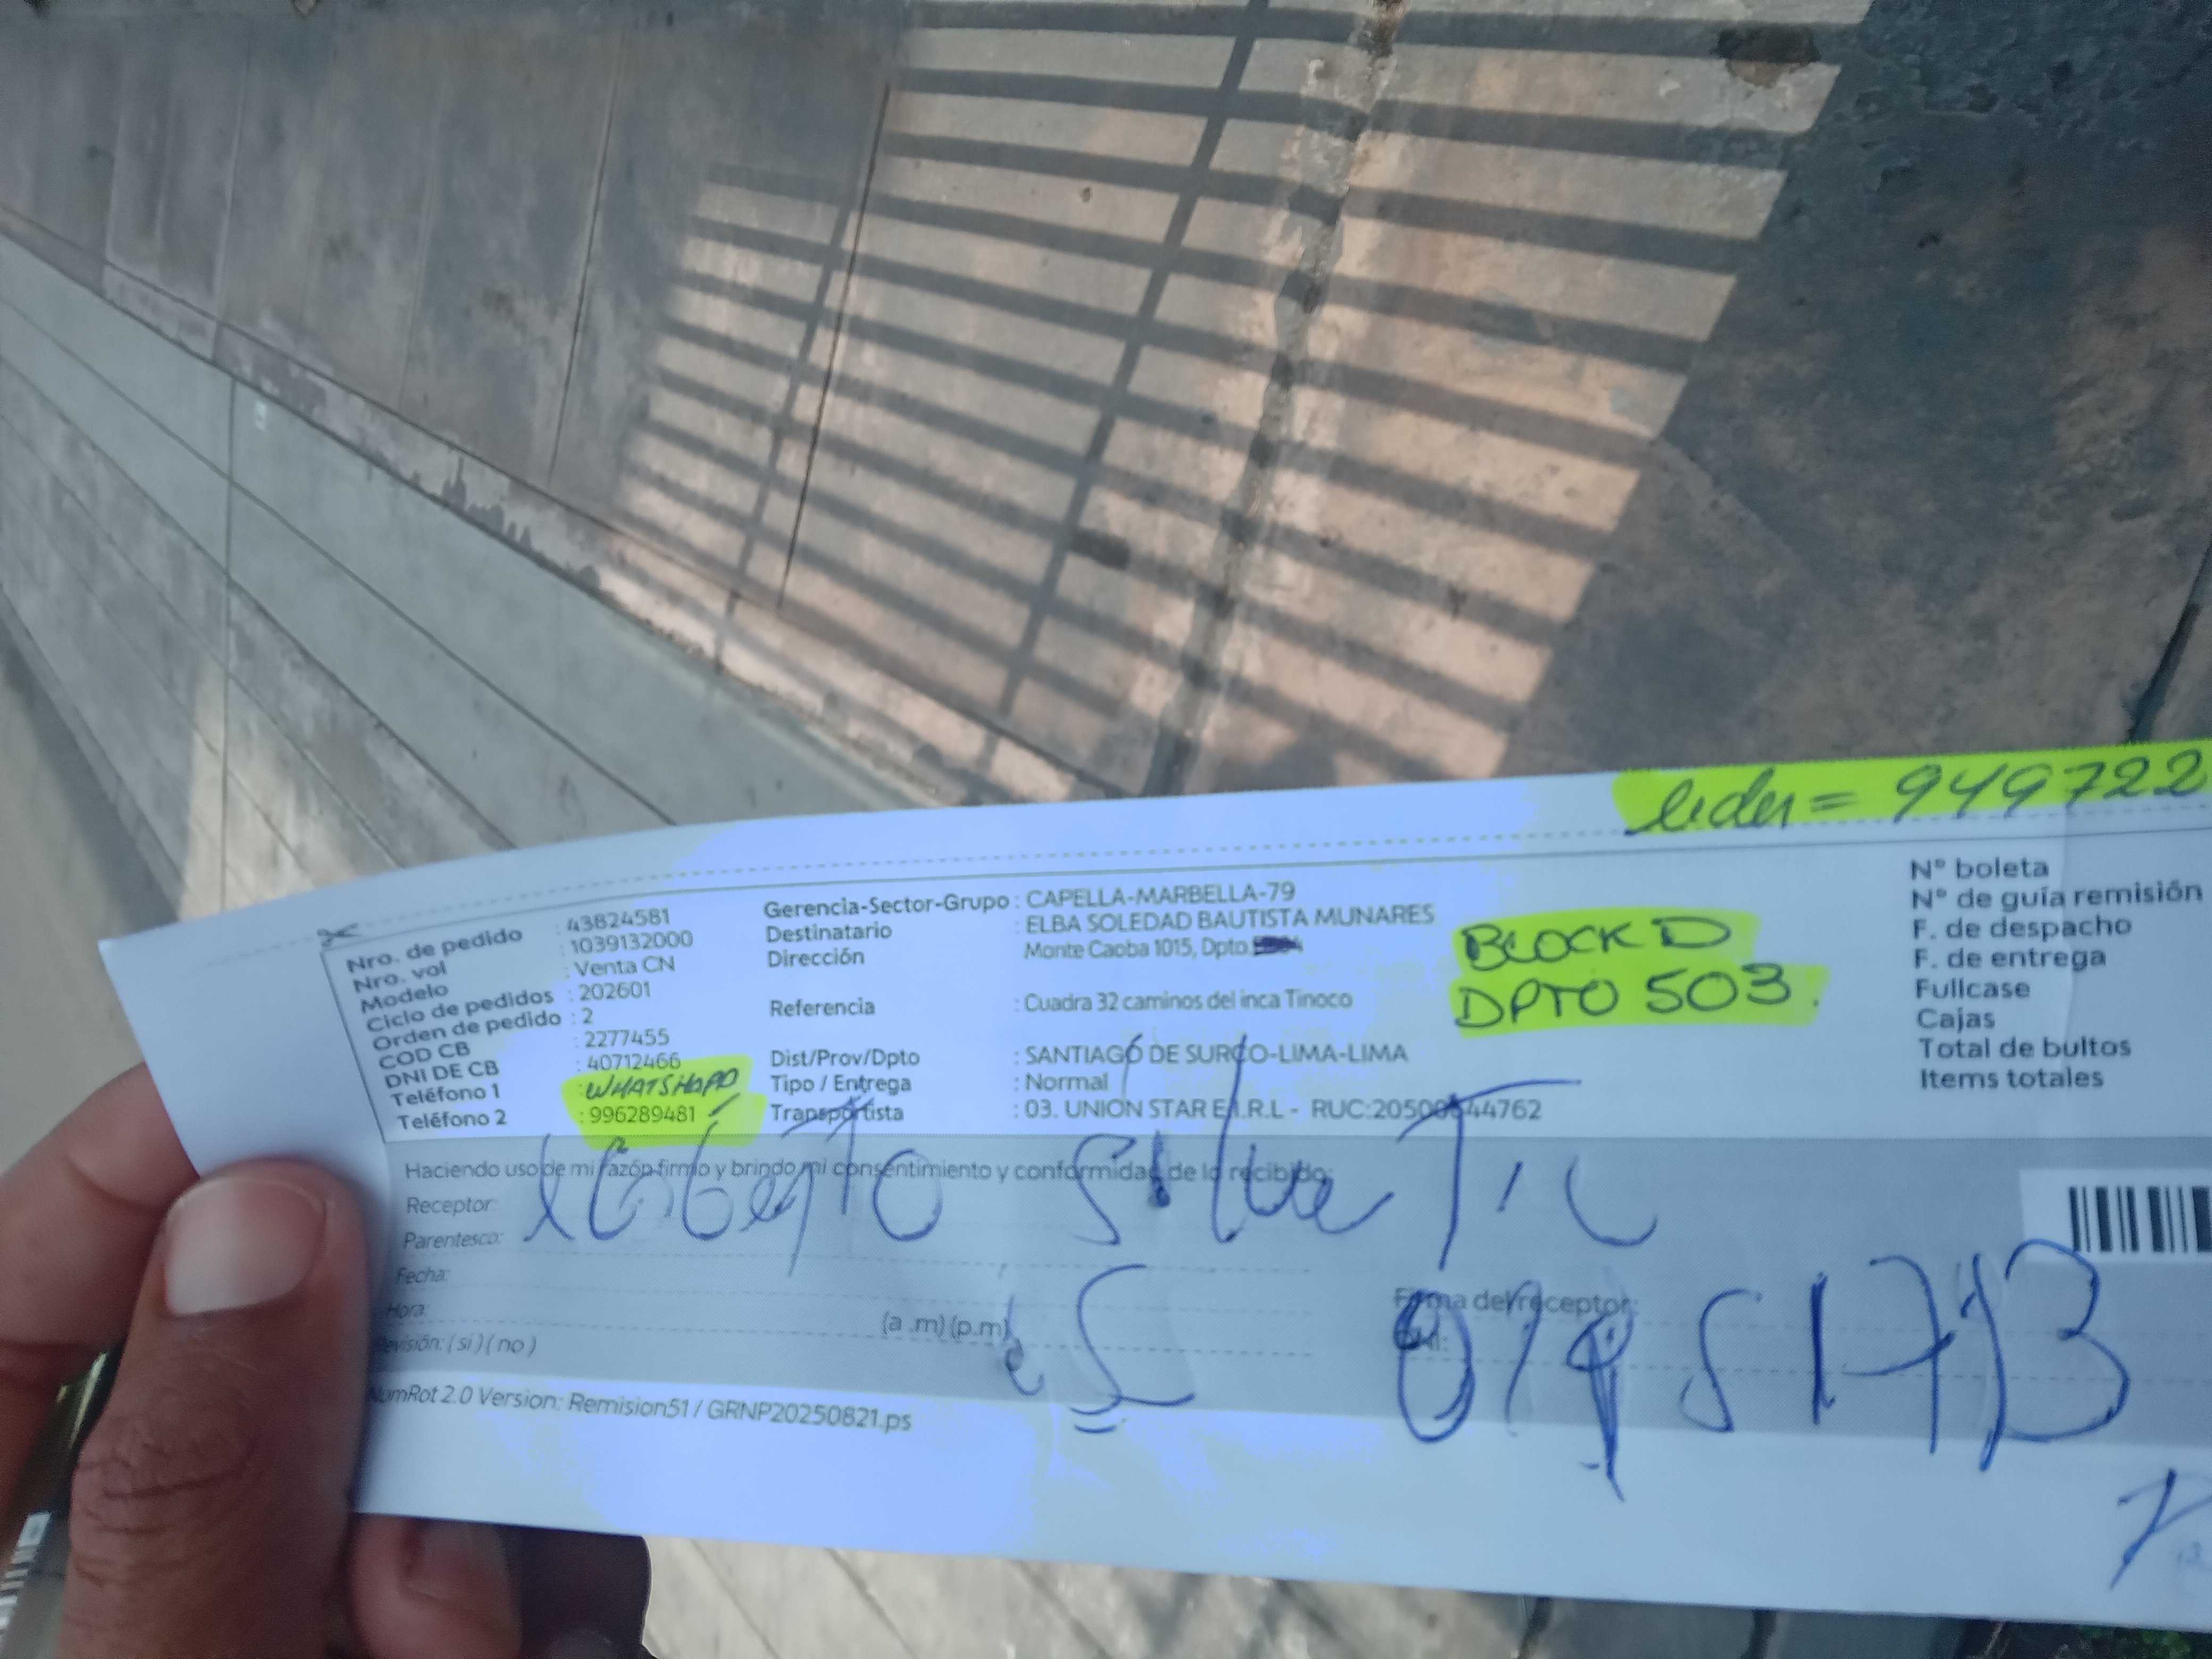 lider = 949722
Nro. de pedido : 43824581
Nro. vol : 1039132000
Modelo : Venta CN
Ciclo de pedidos : 202601
Orden de pedido : 2
COD CB : 2277455
DNI DE CB : 40712466
Teléfono 1 : WHATSHAPP
Teléfono 2 : 996289481
Gerencia-Sector-Grupo : CAPELLA-MARBELLA-79
Destinatario : ELBA SOLEDAD BAUTISTA MUNARES
Dirección Monte Caoba 1015, Dpto.
BLOCK D
DPTO 503.
Referencia : Cuadra 32 caminos del inca Tinoco
Dist/Prov/Dpto : SANTIAGO DE SURCO-LIMA-LIMA
Tipo / Entrega : Normal
Transportista : 03. UNION STAR E.I.R.L - RUC:20500544762
N° boleta
N° de guía remisión
F. de despacho
F. de entrega
Fullcase
Cajas
Total de bultos
Items totales
Haciendo uso de mi razón firmo y brindo mi consentimiento y conformidad de lo recibido:
Receptor:
Parentesco:
Fecha:
Hora: (a .m) (p.m)
Revisión: ( si ) ( no )
Firma del receptor:
DNI:
NumRot 2.0 Version: Remision51 / GRNP20250821.ps